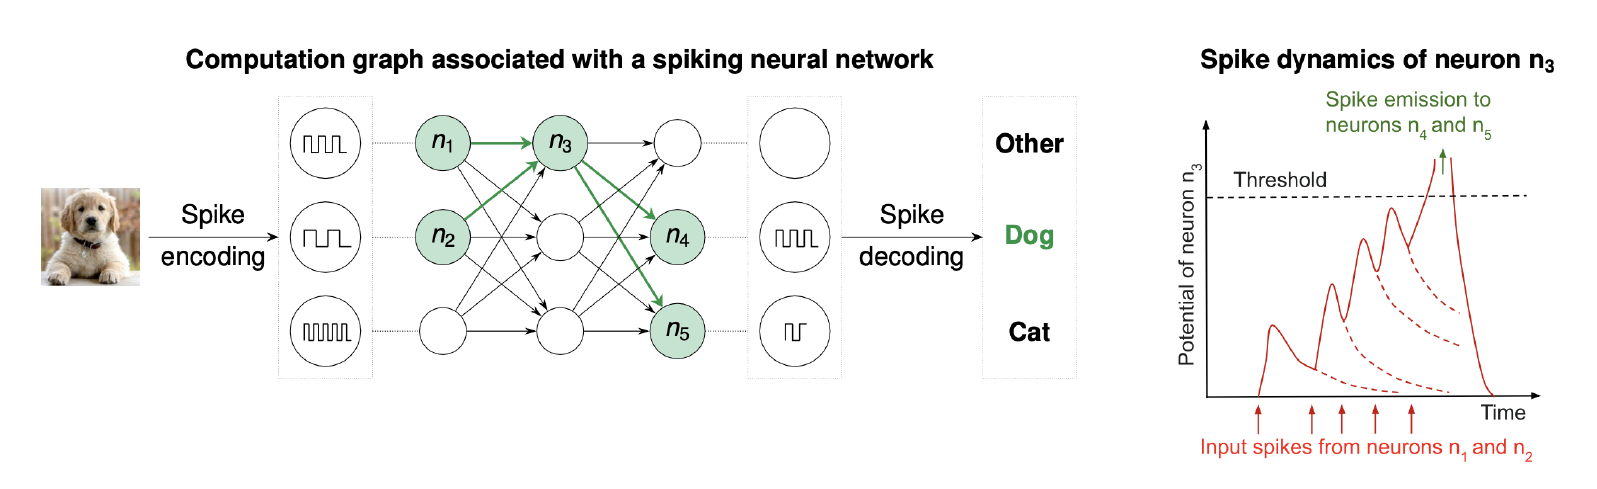 Computation graph associated with a spiking neural network
Spike
encoding
n1
n2
n3
n4
n5
Spike
decoding
Other
Dog
Cat
Spike dynamics of neuron n3
Spike emission to
neurons n4 and n5
Potential of neuron n3
Threshold
Time
Input spikes from neurons n1 and n2